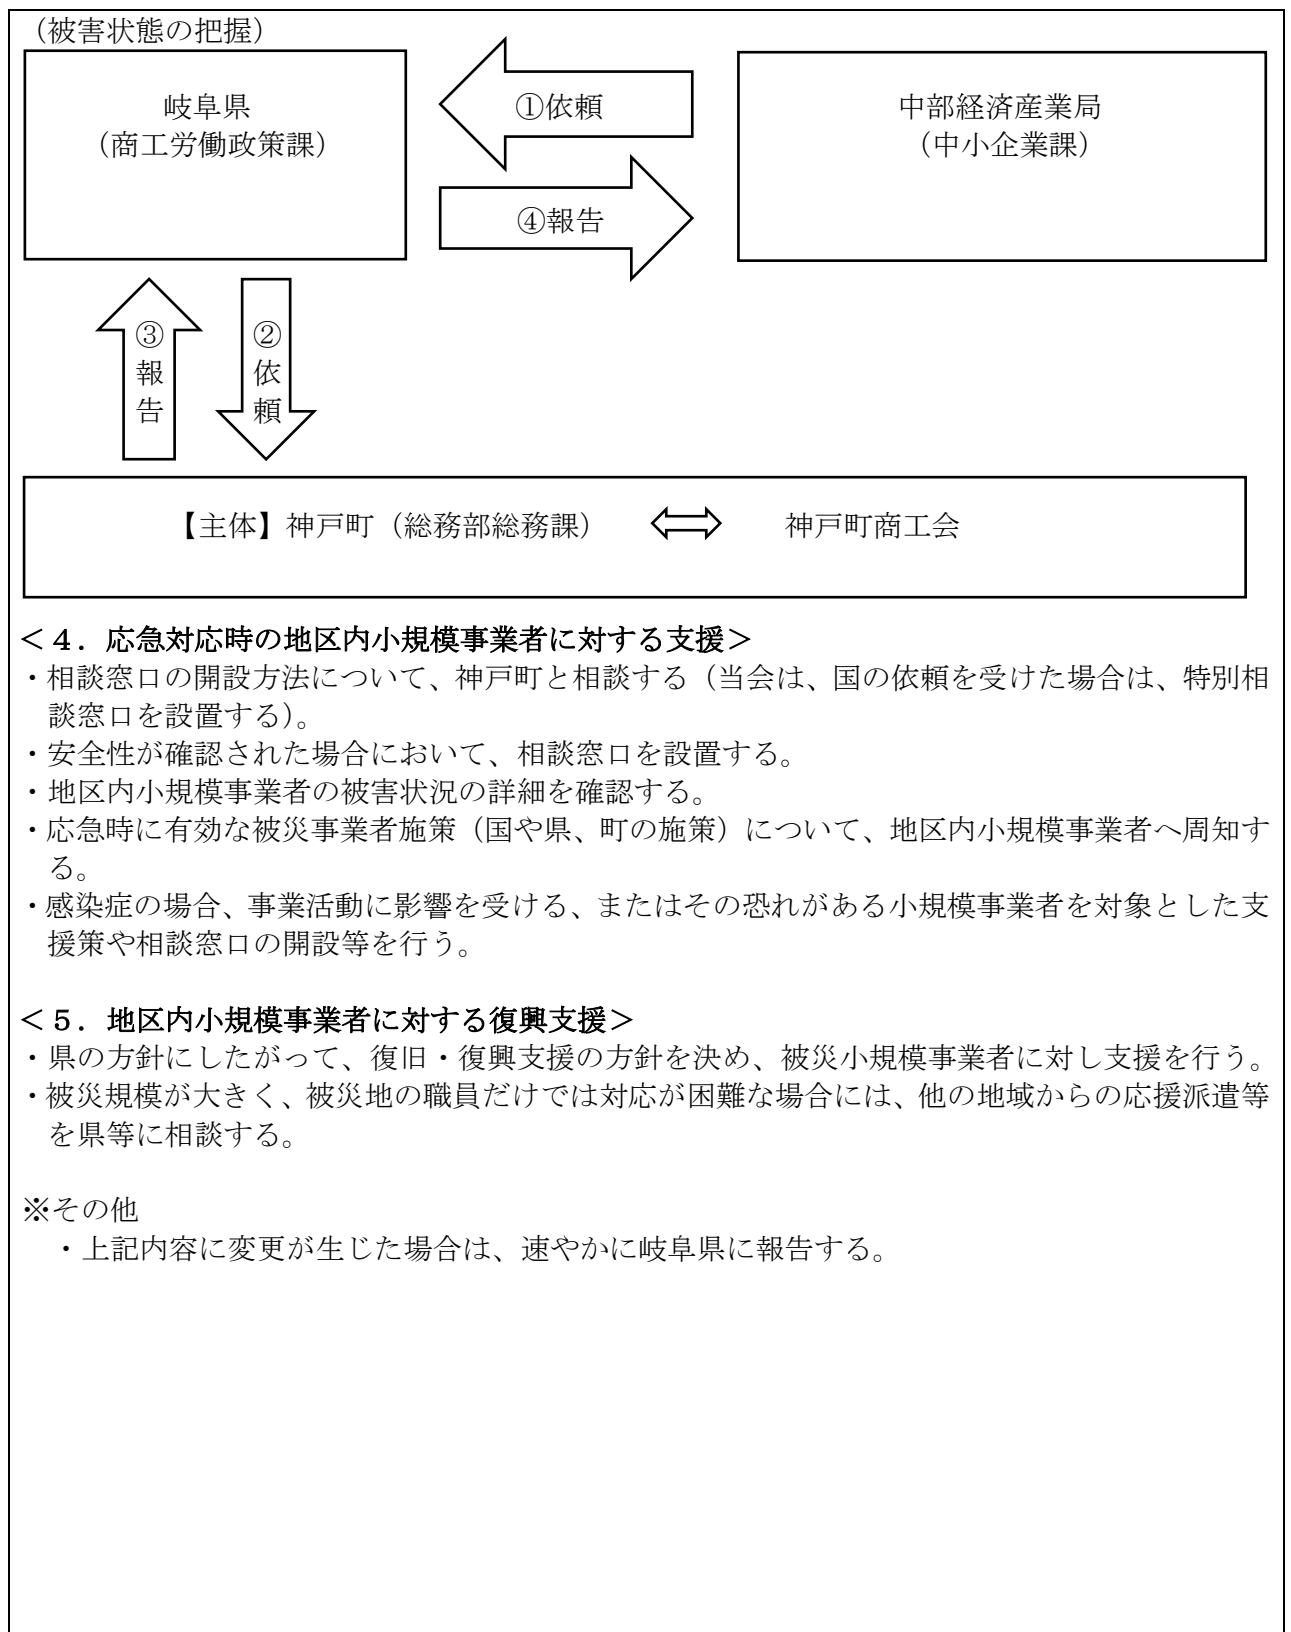 （被害状態の把握）
岐阜県
（商工労働政策課）
①依頼
中部経済産業局
（中小企業課）
④報告
③報告
②依頼
【主体】神戸町（総務部総務課） 神戸町商工会
＜４．応急対応時の地区内小規模事業者に対する支援＞
・相談窓口の開設方法について、神戸町と相談する（当会は、国の依頼を受けた場合は、特別相
談窓口を設置する）。
・安全性が確認された場合において、相談窓口を設置する。
・地区内小規模事業者の被害状況の詳細を確認する。
・応急時に有効な被災事業者施策（国や県、町の施策）について、地区内小規模事業者へ周知す
る。
・感染症の場合、事業活動に影響を受ける、またはその恐れがある小規模事業者を対象とした支
援策や相談窓口の開設等を行う。
＜５．地区内小規模事業者に対する復興支援＞
・県の方針にしたがって、復旧・復興支援の方針を決め、被災小規模事業者に対し支援を行う。
・被災規模が大きく、被災地の職員だけでは対応が困難な場合には、他の地域からの応援派遣等
を県等に相談する。
※その他
・上記内容に変更が生じた場合は、速やかに岐阜県に報告する。